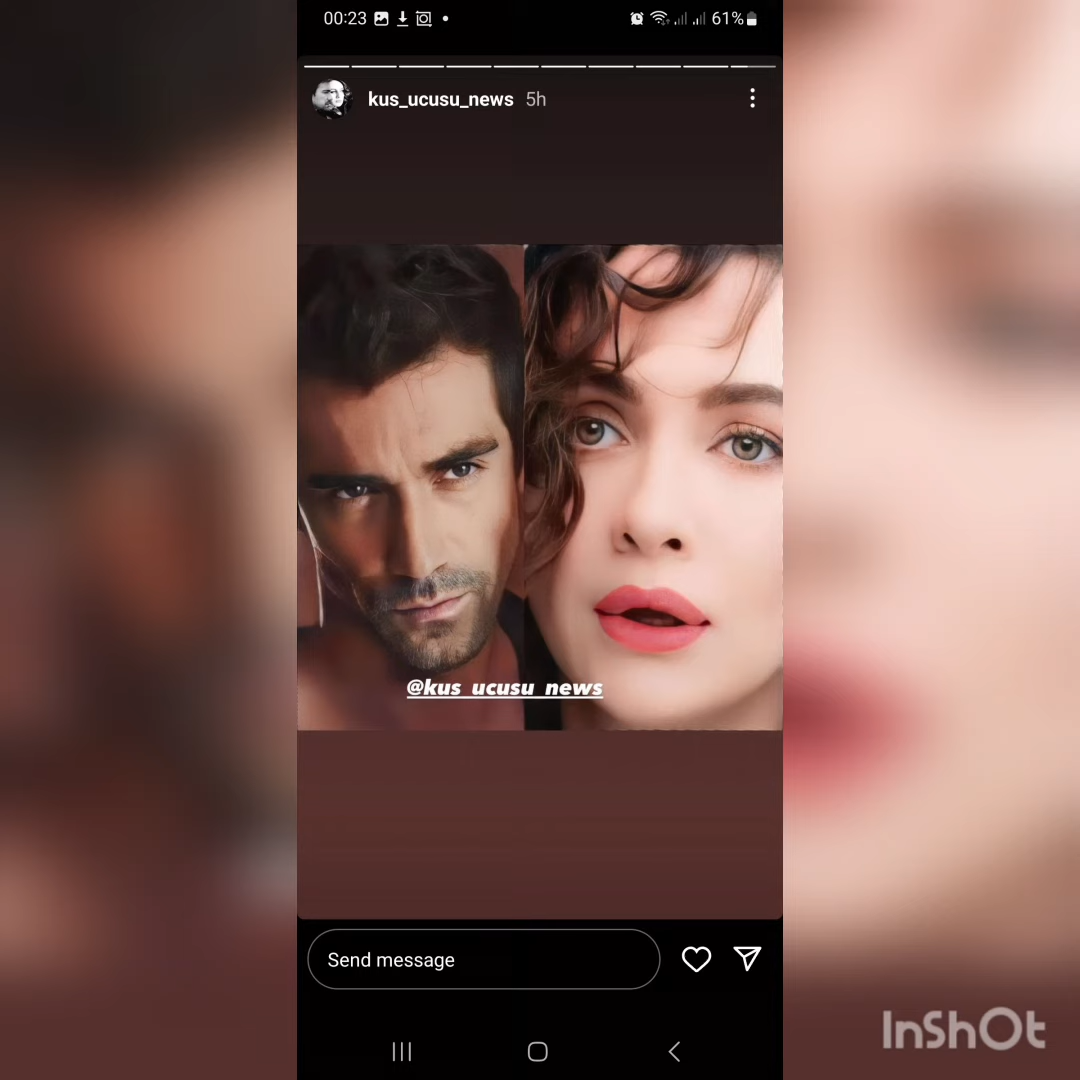 00:23 61%
kus_ucusu_news 5h
@kus_ucusu_news
Send message
InShOt